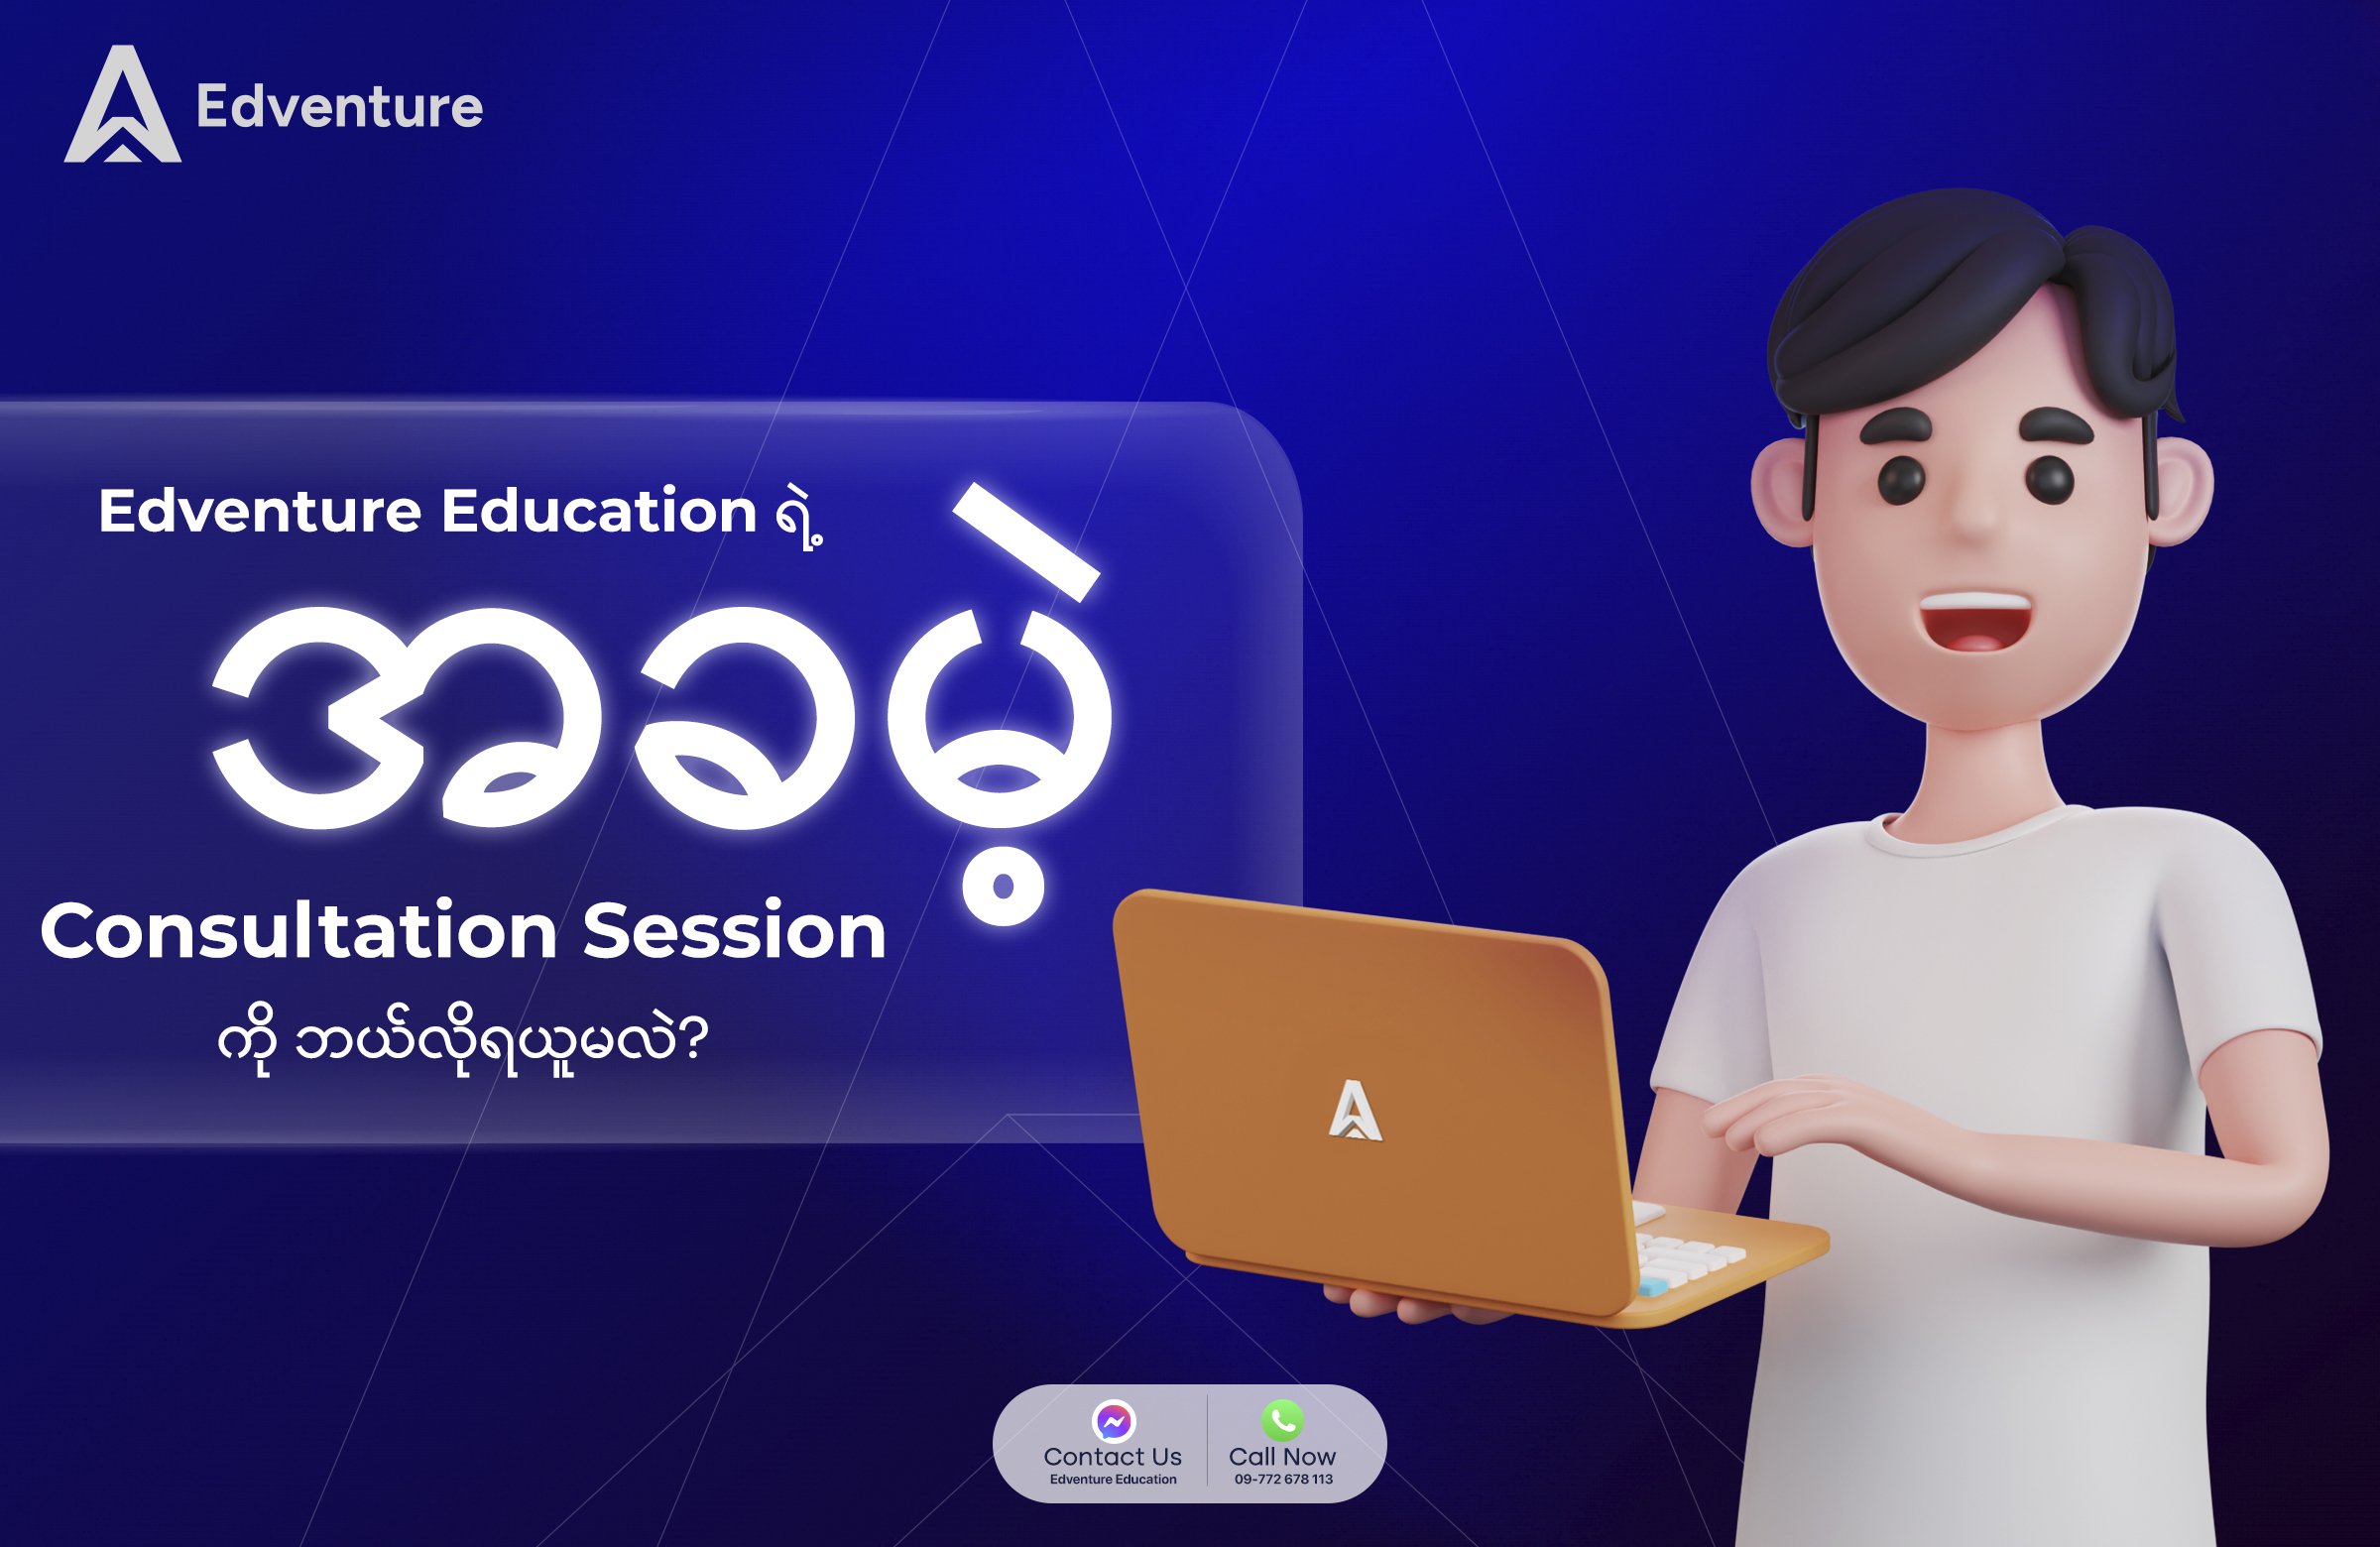 Edventure
Edventure Education ရဲ့
အခမဲ့
Consultation Session
ကို ဘယ်လိုရယူမလဲ?
Contact Us
Edventure Education
Call Now
09-772 678 113